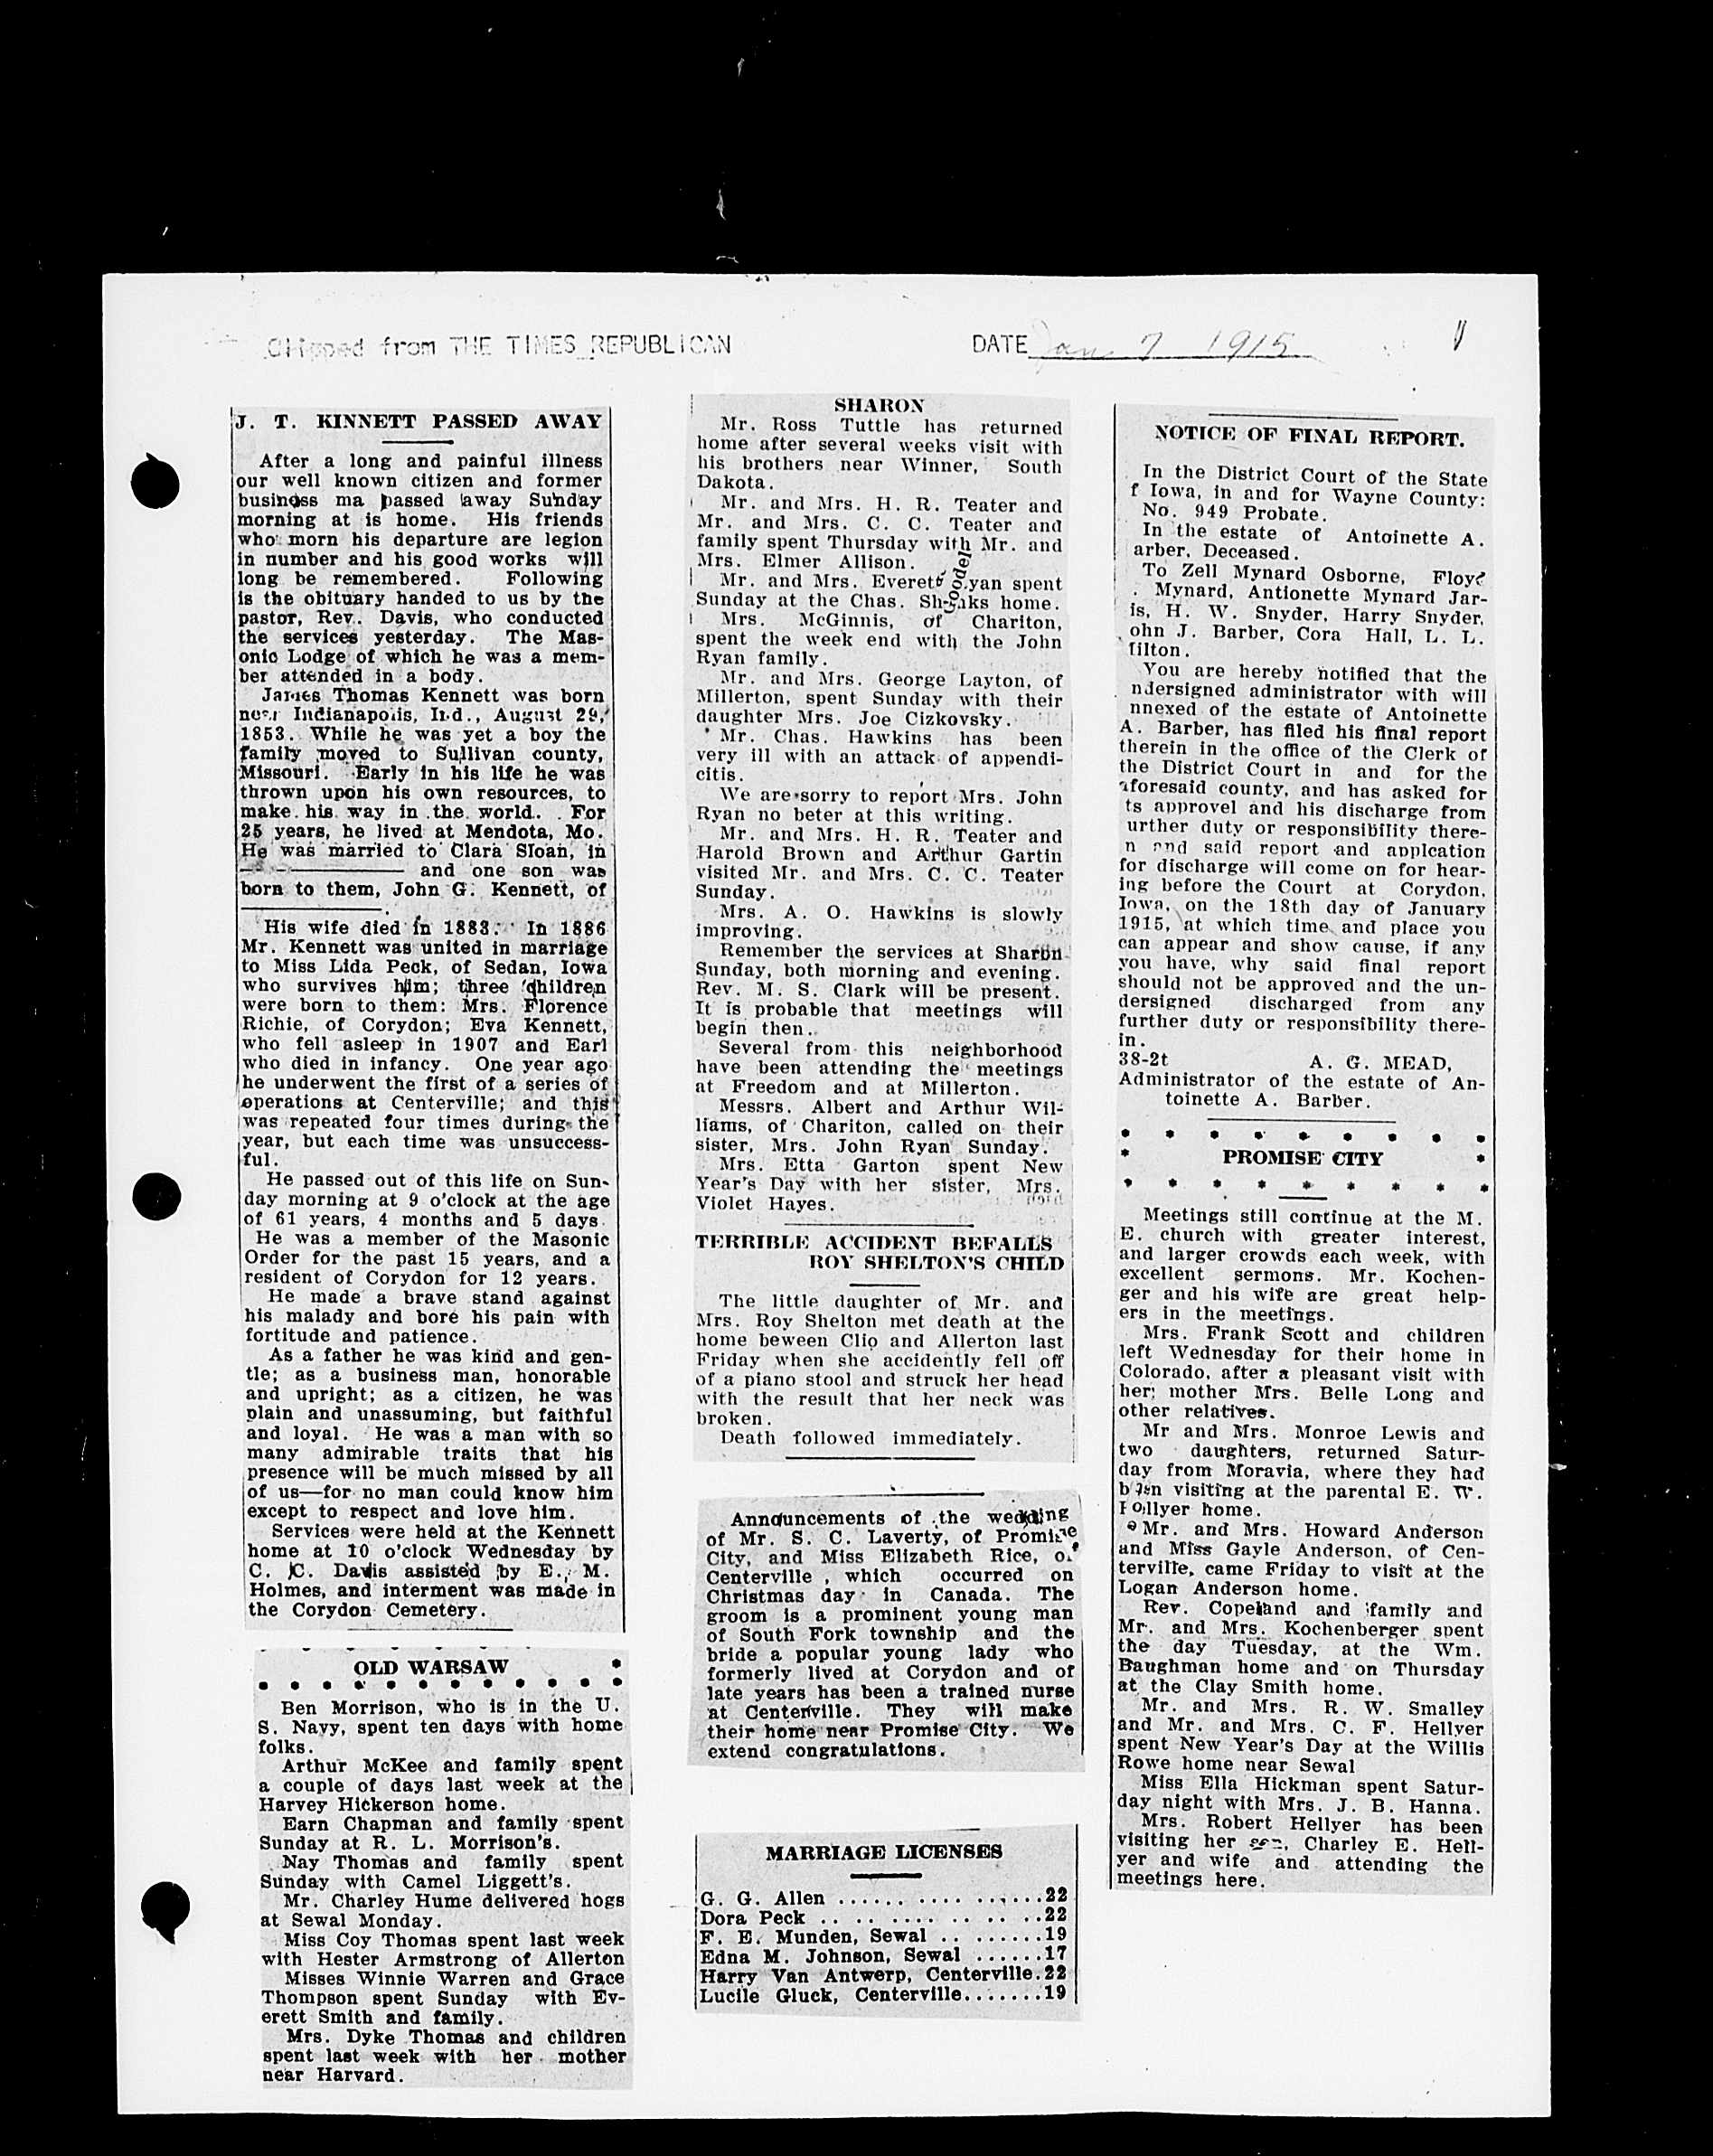 Clipped from THE TIMES REPUBLICAN
DATE Jan 7 1915
J. T. KINNETT PASSED AWAY
After a long and painful illness
our well known citizen and former
business ma passed away Sunday
morning at is home. His friends
who morn his departure are legion
in number and his good works will
long be remembered. Following
is the obituary handed to us by the
pastor, Rev. Davis, who conducted
the services yesterday. The Mas-
onic Lodge of which he was a mem-
ber attended in a body.
James Thomas Kennett was born
near Indianapolis, Ind., August 29,
1853. While he was yet a boy the
family moved to Sullivan county,
Missouri. Early in his life he was
thrown upon his own resources, to
make his way in the world. For
25 years, he lived at Mendota, Mo.
He was married to Clara Sloan, in
and one son was
born to them, John G. Kennett, of
His wife died in 1883. In 1886
Mr. Kennett was united in marriage
to Miss Lida Peck, of Sedan, Iowa
who survives him; three children
were born to them: Mrs. Florence
Richie, of Corydon; Eva Kennett,
who fell asleep in 1907 and Earl
who died in infancy. One year ago
he underwent the first of a series of
operations at Centerville; and this
was repeated four times during the
year, but each time was unsuccess-
ful.
He passed out of this life on Sun-
day morning at 9 o'clock at the age
of 61 years, 4 months and 5 days.
He was a member of the Masonic
Order for the past 15 years, and a
resident of Corydon for 12 years.
He made a brave stand against
his malady and bore his pain with
fortitude and patience.
As a father he was kind and gen-
tle; as a business man, honorable
and upright; as a citizen, he was
plain and unassuming, but faithful
and loyal. He was a man with so
many admirable traits that his
presence will be much missed by all
of us—for no man could know him
except to respect and love him.
Services were held at the Kennett
home at 10 o'clock Wednesday by
C. C. Davis assisted by E. M.
Holmes, and interment was made in
the Corydon Cemetery.
OLD WARSAW
Ben Morrison, who is in the U.
S. Navy, spent ten days with home
folks.
Arthur McKee and family spent
a couple of days last week at the
Harvey Hickerson home.
Earn Chapman and family spent
Sunday at R. L. Morrison's.
Nay Thomas and family spent
Sunday with Camel Liggett's.
Mr. Charley Hume delivered hogs
at Sewal Monday.
Miss Coy Thomas spent last week
with Hester Armstrong of Allerton
Misses Winnie Warren and Grace
Thompson spent Sunday with Ev-
erett Smith and family.
Mrs. Dyke Thomas and children
spent last week with her mother
near Harvard.
SHARON
Mr. Ross Tuttle has returned
home after several weeks visit with
his brothers near Winner, South
Dakota.
Mr. and Mrs. H. R. Teater and
Mr. and Mrs. C. C. Teater and
family spent Thursday with Mr. and
Mrs. Elmer Allison.
Mr. and Mrs. Everett Ryan spent
Sunday at the Chas. Shanks home.
Mrs. McGinnis, of Chariton,
spent the week end with the John
Ryan family.
Mr. and Mrs. George Layton, of
Millerton, spent Sunday with their
daughter Mrs. Joe Cizkovsky.
Mr. Chas. Hawkins has been
very ill with an attack of appendi-
citis.
We are sorry to report Mrs. John
Ryan no beter at this writing.
Mr. and Mrs. H. R. Teater and
Harold Brown and Arthur Gartin
visited Mr. and Mrs. C. C. Teater
Sunday.
Mrs. A. O. Hawkins is slowly
improving.
Remember the services at Sharon
Sunday, both morning and evening.
Rev. M. S. Clark will be present.
It is probable that meetings will
begin then.
Several from this neighborhood
have been attending the meetings
at Freedom and at Millerton.
Messrs. Albert and Arthur Wil-
liams, of Chariton, called on their
sister, Mrs. John Ryan Sunday.
Mrs. Etta Garton spent New
Year's Day with her sister, Mrs.
Violet Hayes.
TERRIBLE ACCIDENT BEFALLS
ROY SHELTON'S CHILD
The little daughter of Mr. and
Mrs. Roy Shelton met death at the
home beween Clio and Allerton last
Friday when she accidently fell off
of a piano stool and struck her head
with the result that her neck was
broken.
Death followed immediately.
Announcements of the wedding
of Mr. S. C. Laverty, of Promise
City, and Miss Elizabeth Rice, of
Centerville , which occurred on
Christmas day in Canada. The
groom is a prominent young man
of South Fork township and the
bride a popular young lady who
formerly lived at Corydon and of
late years has been a trained nurse
at Centerville. They will make
their home near Promise City. We
extend congratulations.
MARRIAGE LICENSES
G. G. Allen ...... .... ......22
Dora Peck .. .. .... .. .. ..22
F. E. Munden, Sewal .. ......19
Edna M. Johnson, Sewal ......17
Harry Van Antwerp, Centerville.22
Lucile Gluck, Centerville.......19
NOTICE OF FINAL REPORT.
In the District Court of the State
f Iowa, in and for Wayne County:
No. 949 Probate.
In the estate of Antoinette A.
arber, Deceased.
To Zell Mynard Osborne, Floyd
. Mynard, Antionette Mynard Jar-
is, H. W. Snyder, Harry Snyder,
ohn J. Barber, Cora Hall, L. L.
tilton.
You are hereby notified that the
ndersigned administrator with will
nnexed of the estate of Antoinette
A. Barber, has filed his final report
therein in the office of the Clerk of
the District Court in and for the
aforesaid county, and has asked for
ts approvel and his discharge from
urther duty or responsibility there-
n and said report and applcation
for discharge will come on for hear-
ing before the Court at Corydon,
Iowa, on the 18th day of January
1915, at which time and place you
can appear and show cause, if any
you have, why said final report
should not be approved and the un-
dersigned discharged from any
further duty or responsibility there-
in.
38-2t A. G. MEAD,
Administrator of the estate of An-
toinette A. Barber.
PROMISE CITY
Meetings still continue at the M.
E. church with greater interest,
and larger crowds each week, with
excellent sermons. Mr. Kochen-
ger and his wife are great help-
ers in the meetings.
Mrs. Frank Scott and children
left Wednesday for their home in
Colorado, after a pleasant visit with
her mother Mrs. Belle Long and
other relatives.
Mr and Mrs. Monroe Lewis and
two daughters, returned Satur-
day from Moravia, where they had
been visiting at the parental E. W.
Hollyer home.
Mr. and Mrs. Howard Anderson
and Miss Gayle Anderson, of Cen-
terville, came Friday to visit at the
Logan Anderson home.
Rev. Copeland and family and
Mr. and Mrs. Kochenberger spent
the day Tuesday, at the Wm.
Baughman home and on Thursday
at the Clay Smith home.
Mr. and Mrs. R. W. Smalley
and Mr. and Mrs. C. F. Hellyer
spent New Year's Day at the Willis
Rowe home near Sewal
Miss Ella Hickman spent Satur-
day night with Mrs. J. B. Hanna.
Mrs. Robert Hellyer has been
visiting her son, Charley E. Hell-
yer and wife and attending the
meetings here.